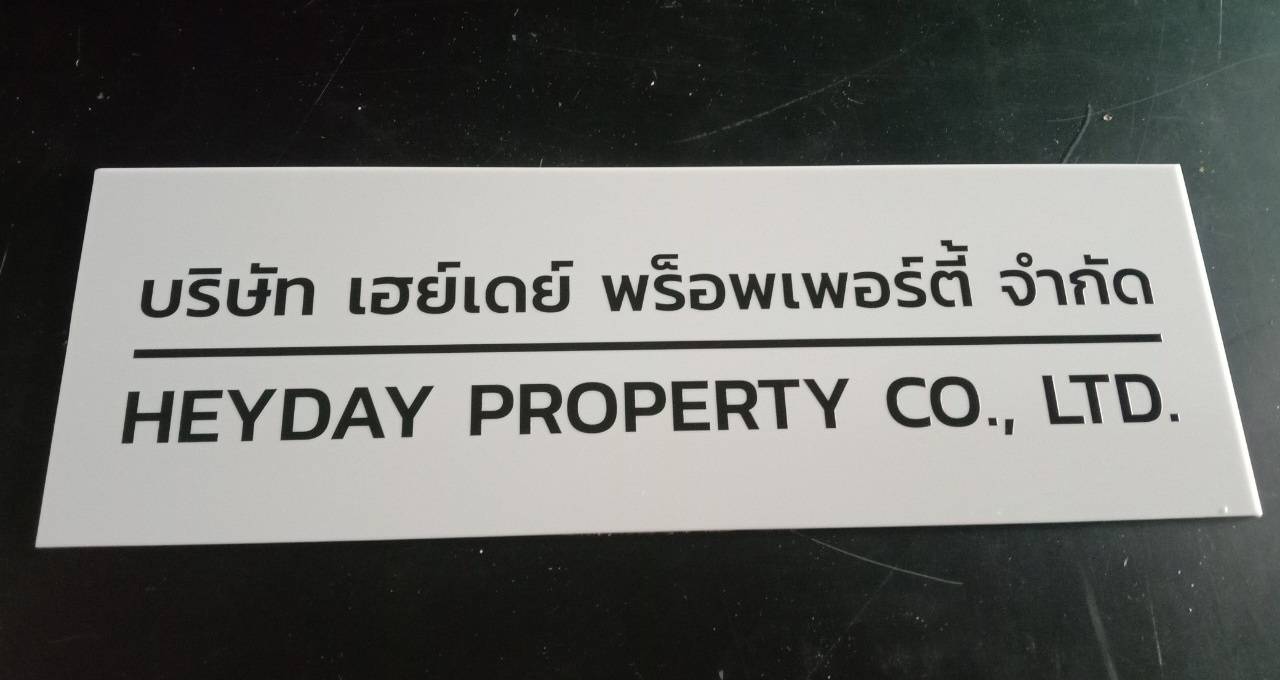 บริษัท เฮย์เดย์ พร็อพเพอร์ตี้ จำกัด
HEYDAY PROPERTY CO., LTD.